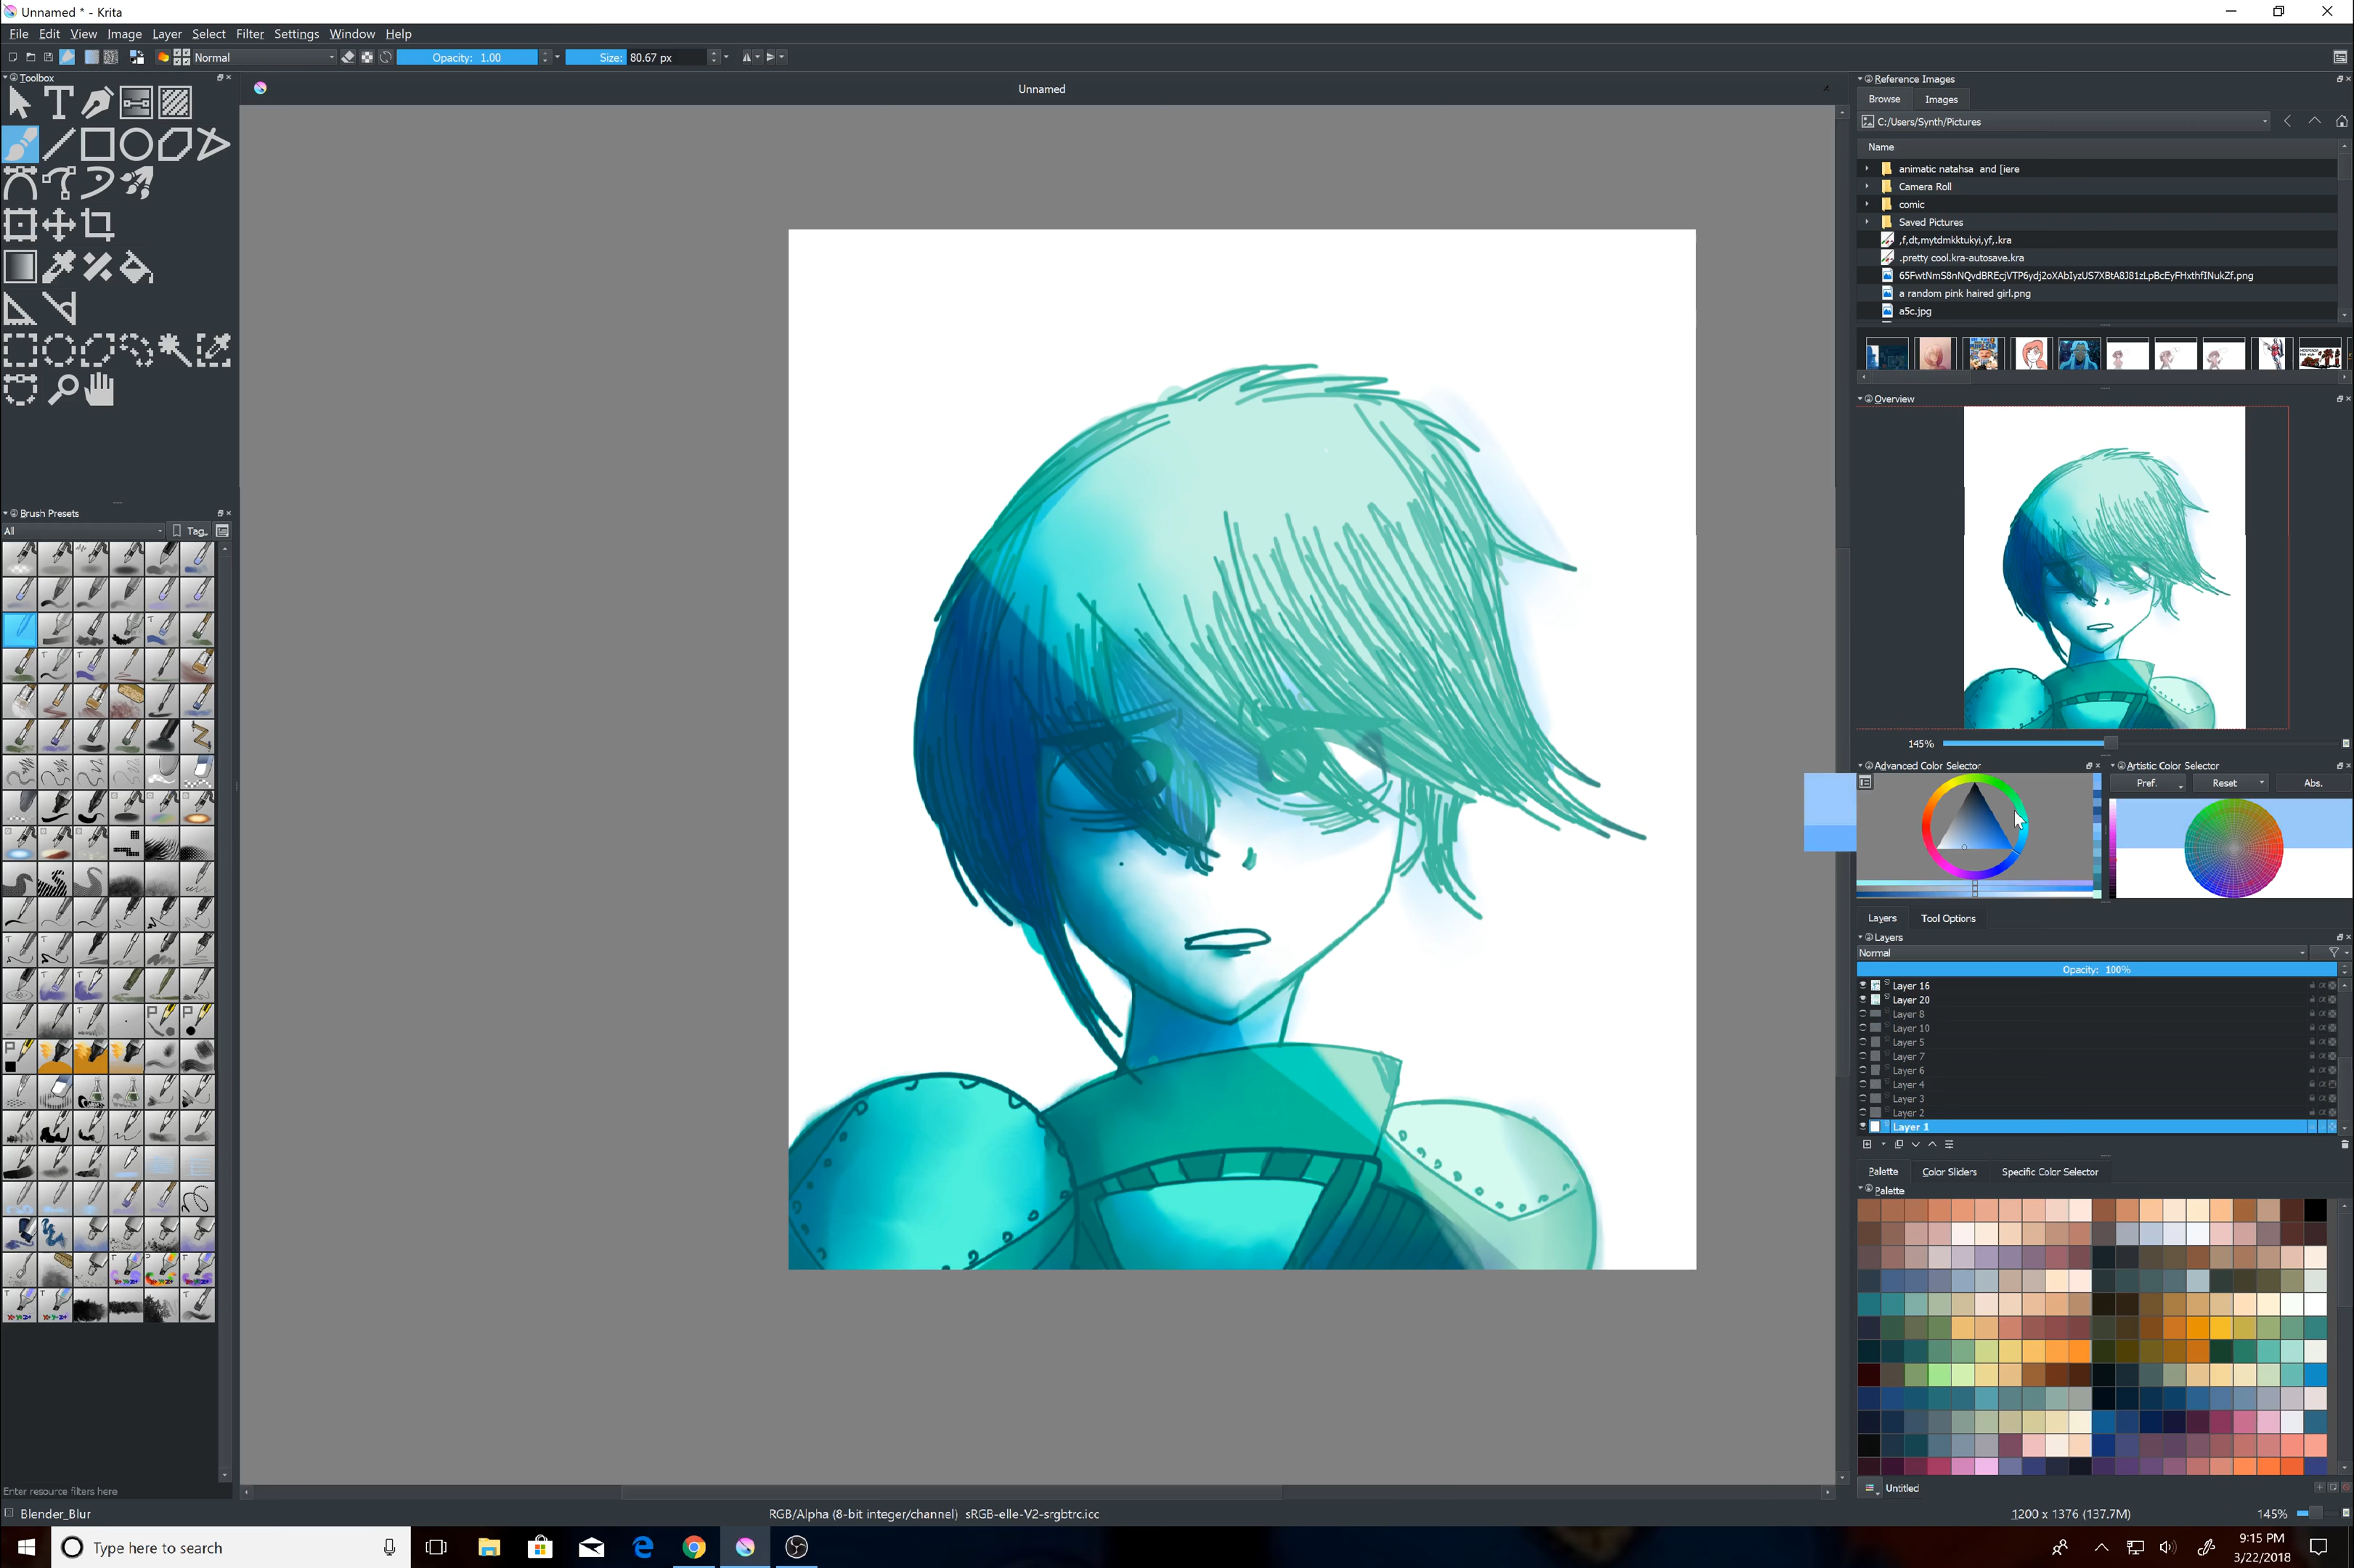 Unnamed * - Krita
File Edit View Image Layer Select Filter Settings Window Help
Normal Opacity: 1.00 Size: 80.67 px
Toolbox
Unnamed
Reference Images
Browse Images
C:/Users/Synth/Pictures
Name
animatic natahsa and [iere
Camera Roll
comic
Saved Pictures
,f,dt,mytdmkktukyi,yf,.kra
.pretty cool.kra-autosave.kra
a random pink haired girl.png
a5c.jpg
Overview
145%
Brush Presets
All Tag
Advanced Color Selector Artistic Color Selector
Pref. Reset Abs.
Layers Tool Options
Layers
Normal
Opacity: 100%
Layer 16
Layer 20
Layer 8
Layer 10
Layer 5
Layer 7
Layer 6
Layer 4
Layer 3
Layer 2
Layer 1
Palette Color Sliders Specific Color Selector
Palette
Untitled
Enter resource filters here
Blender_Blur RGB/Alpha (8-bit integer/channel) sRGB-elle-V2-srgbtrc.icc 1200 x 1376 (137.7M) 145%
Type here to search
9:15 PM
3/22/2018